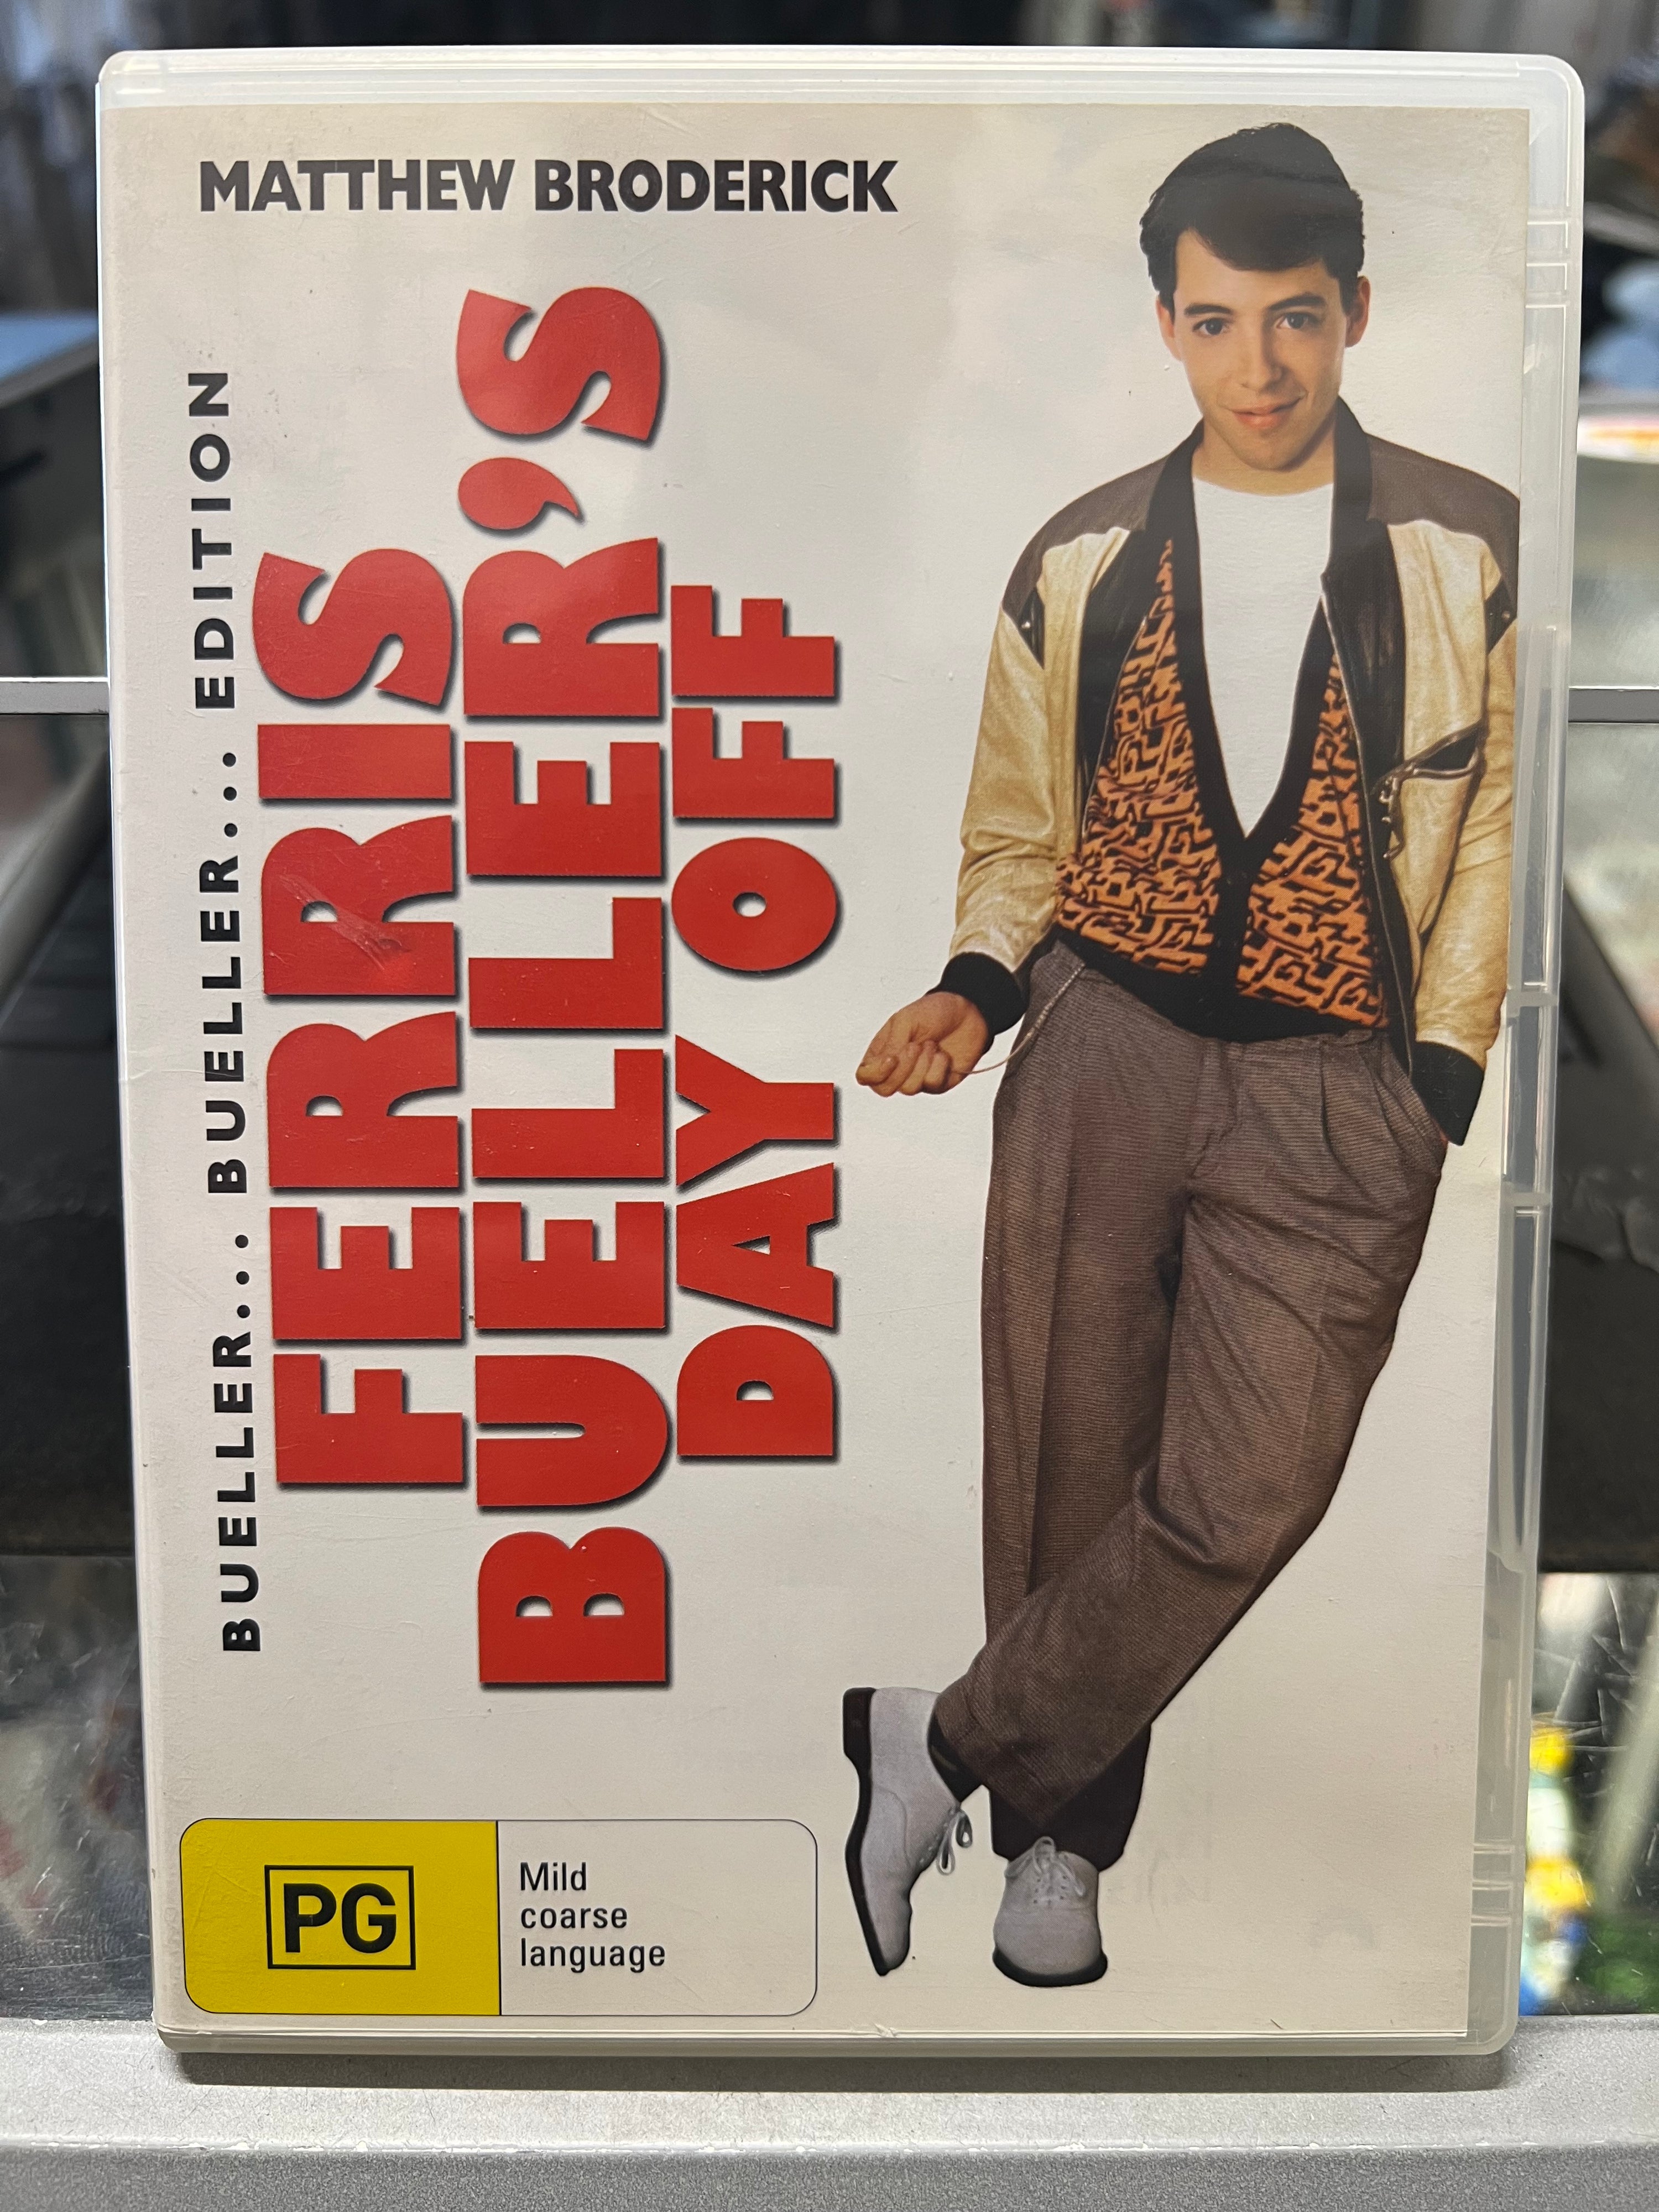 MATTHEW BRODERICK
BUELLER... BUELLER... EDITION
FERRIS
BUELLER'S
DAY OFF
PG
Mild
coarse
language